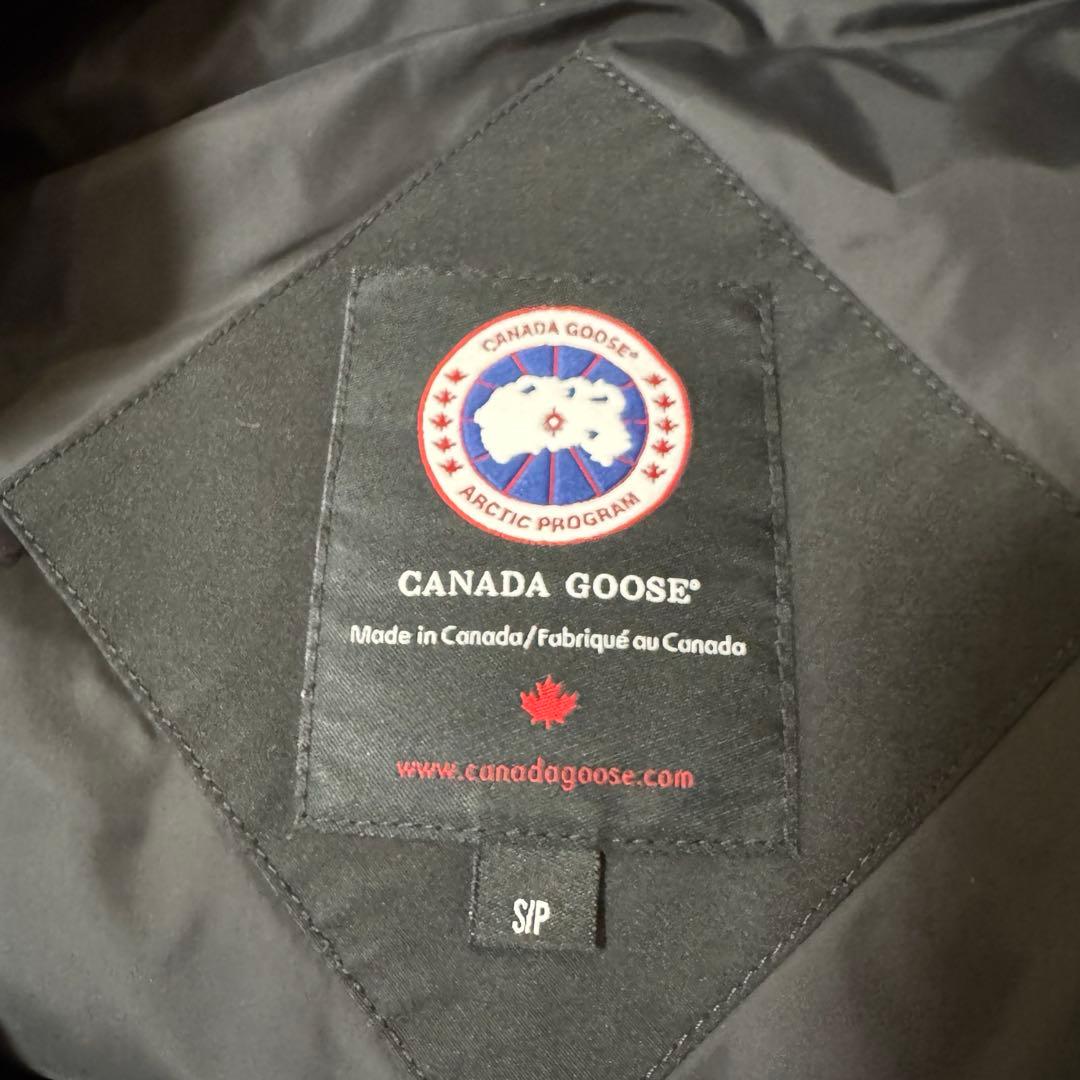 CANADA GOOSE®
ARCTIC PROGRAM
CANADA GOOSE®
Made in Canada/Fabriqué au Canada
www.canadagoose.com
S/P